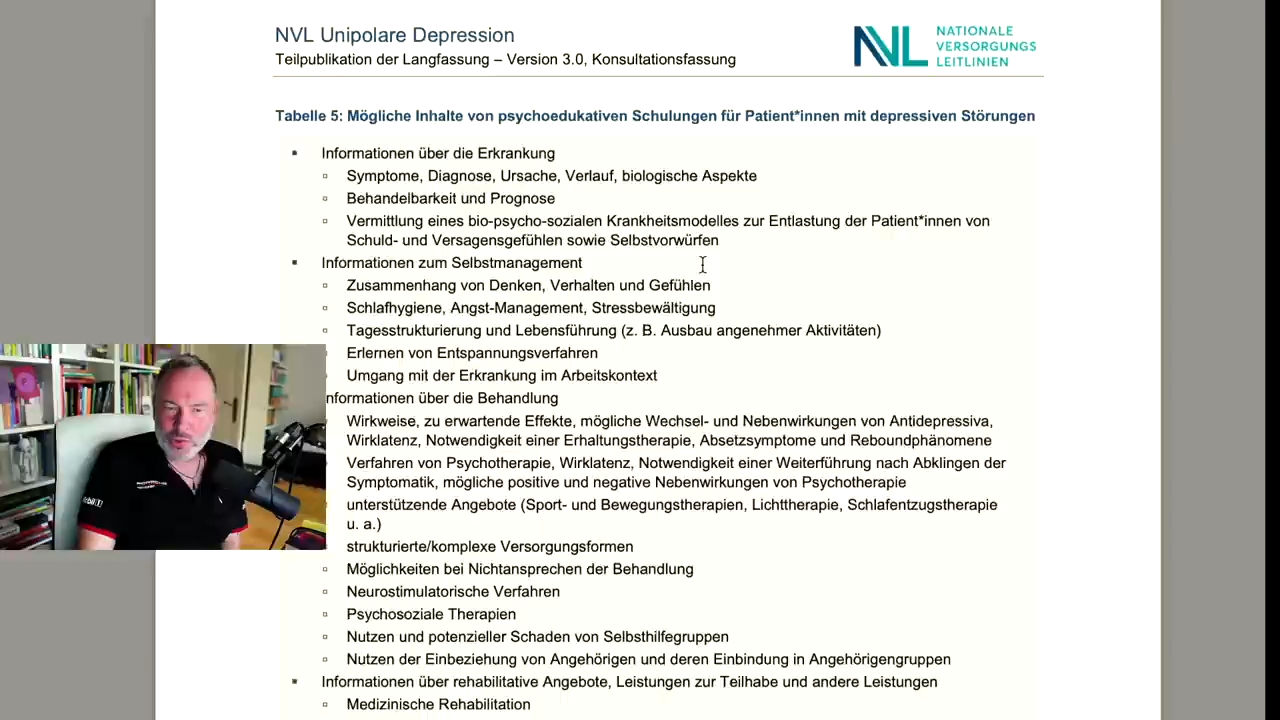 NVL Unipolare Depression
Teilpublikation der Langfassung – Version 3.0, Konsultationsfassung
NVL
NATIONALE
VERSORGUNGS
LEITLINIEN
Tabelle 5: Mögliche Inhalte von psychoedukativen Schulungen für Patient*innen mit depressiven Störungen
Informationen über die Erkrankung
Symptome, Diagnose, Ursache, Verlauf, biologische Aspekte
Behandelbarkeit und Prognose
Vermittlung eines bio-psycho-sozialen Krankheitsmodelles zur Entlastung der Patient*innen von
Schuld- und Versagensgefühlen sowie Selbstvorwürfen
Informationen zum Selbstmanagement
Zusammenhang von Denken, Verhalten und Gefühlen
Schlafhygiene, Angst-Management, Stressbewältigung
Tagesstrukturierung und Lebensführung (z. B. Ausbau angenehmer Aktivitäten)
Erlernen von Entspannungsverfahren
Umgang mit der Erkrankung im Arbeitskontext
nformationen über die Behandlung
Wirkweise, zu erwartende Effekte, mögliche Wechsel- und Nebenwirkungen von Antidepressiva,
Wirklatenz, Notwendigkeit einer Erhaltungstherapie, Absetzsymptome und Reboundphänomene
Verfahren von Psychotherapie, Wirklatenz, Notwendigkeit einer Weiterführung nach Abklingen der
Symptomatik, mögliche positive und negative Nebenwirkungen von Psychotherapie
unterstützende Angebote (Sport- und Bewegungstherapien, Lichttherapie, Schlafentzugstherapie
u. a.)
strukturierte/komplexe Versorgungsformen
Möglichkeiten bei Nichtansprechen der Behandlung
Neurostimulatorische Verfahren
Psychosoziale Therapien
Nutzen und potenzieller Schaden von Selbsthilfegruppen
Nutzen der Einbeziehung von Angehörigen und deren Einbindung in Angehörigengruppen
Informationen über rehabilitative Angebote, Leistungen zur Teilhabe und andere Leistungen
Medizinische Rehabilitation